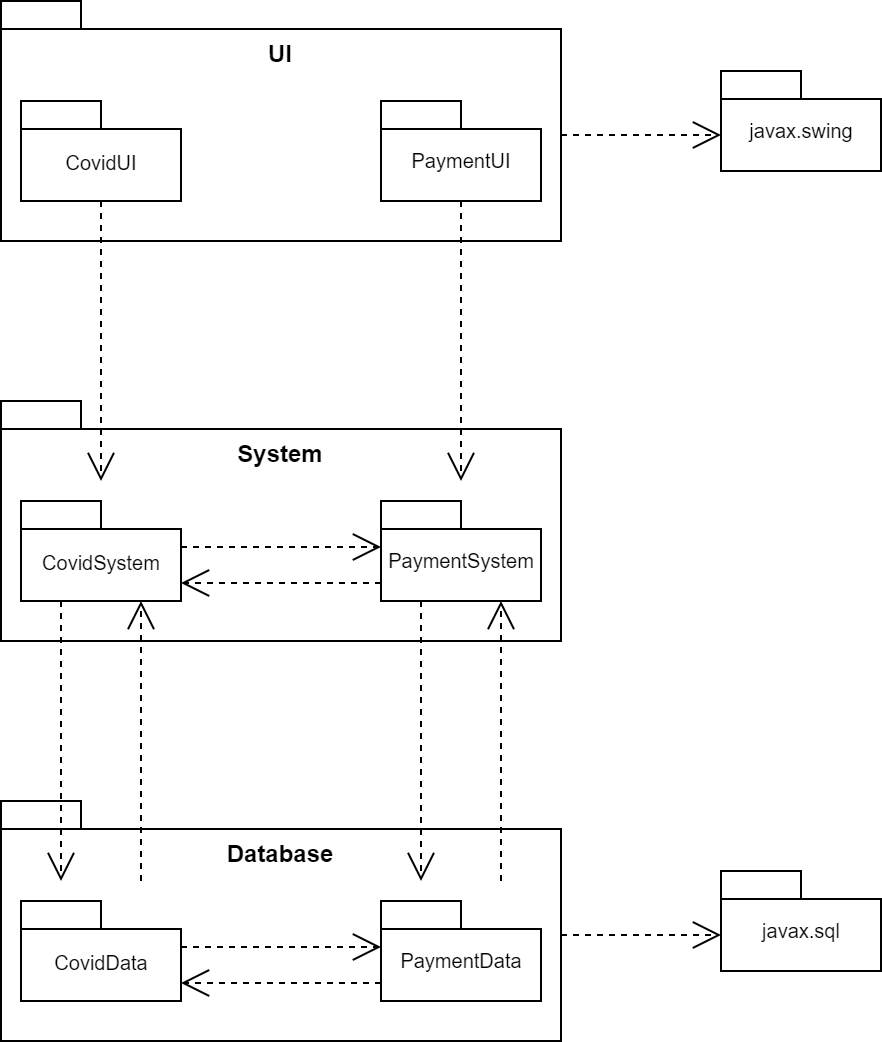 UI
CovidUI
PaymentUI
javax.swing
System
CovidSystem
PaymentSystem
Database
CovidData
PaymentData
javax.sql